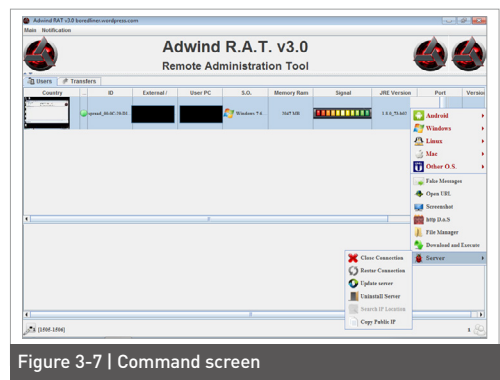 Adwind RAT v3.0 boredliner.wordpress.com
Main Notification
Adwind R.A.T. v3.0
Remote Administration Tool
Users Transfers
Country ... ID External / User PC S.O. Memory Ram Signal JRE Version Port Versio
Windows 7 6
Android
Windows
Linux
Mac
Other O.S.
Fake Messages
Open URL
Screenshot
http D.o.S
File Manager
Download and Execute
Server
Close Connection
Restar Connection
Update server
Uninstall Server
Search IP Location
Copy Public IP
[1505-1506]
Figure 3-7 | Command screen